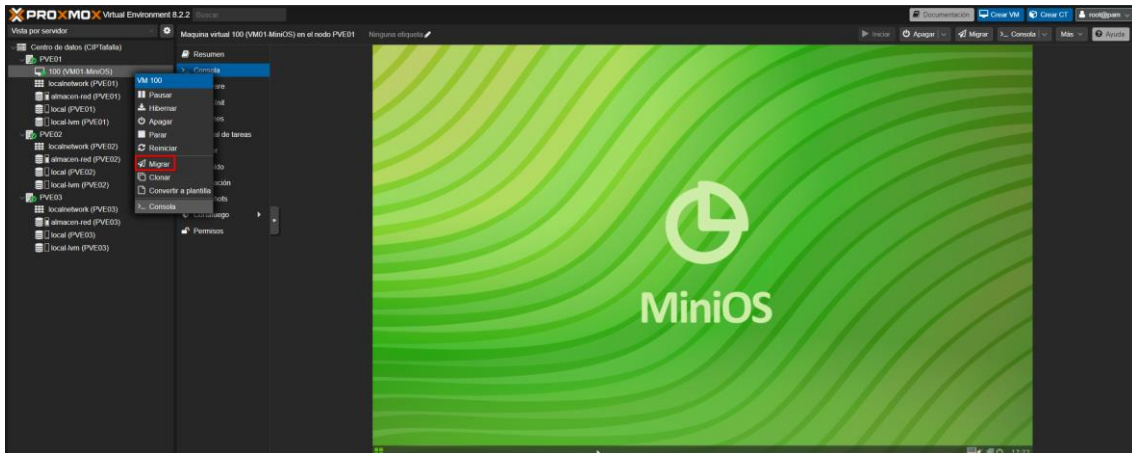 PROXMOX Virtual Environment 8.2.2 Buscar
Documentación Crear VM Crear CT root@pam
Vista por servidor
Maquina virtual 100 (VM01-MiniOS) en el nodo PVE01 Ninguna etiqueta
Iniciar Apagar Migrar Consola Más Ayuda
Centro de datos (CIPTafalla)
PVE01
100 (VM01-MiniOS)
localnetwork (PVE01)
almacen-red (PVE01)
local (PVE01)
local-lvm (PVE01)
PVE02
localnetwork (PVE02)
almacen-red (PVE02)
local (PVE02)
local-lvm (PVE02)
PVE03
localnetwork (PVE03)
almacen-red (PVE03)
local (PVE03)
local-lvm (PVE03)
VM 100
Pausar
Hibernar
Apagar
Parar
Reiniciar
Migrar
Clonar
Convertir a plantilla
Consola
Resumen
Consola
al de tareas
Permisos
MiniOS